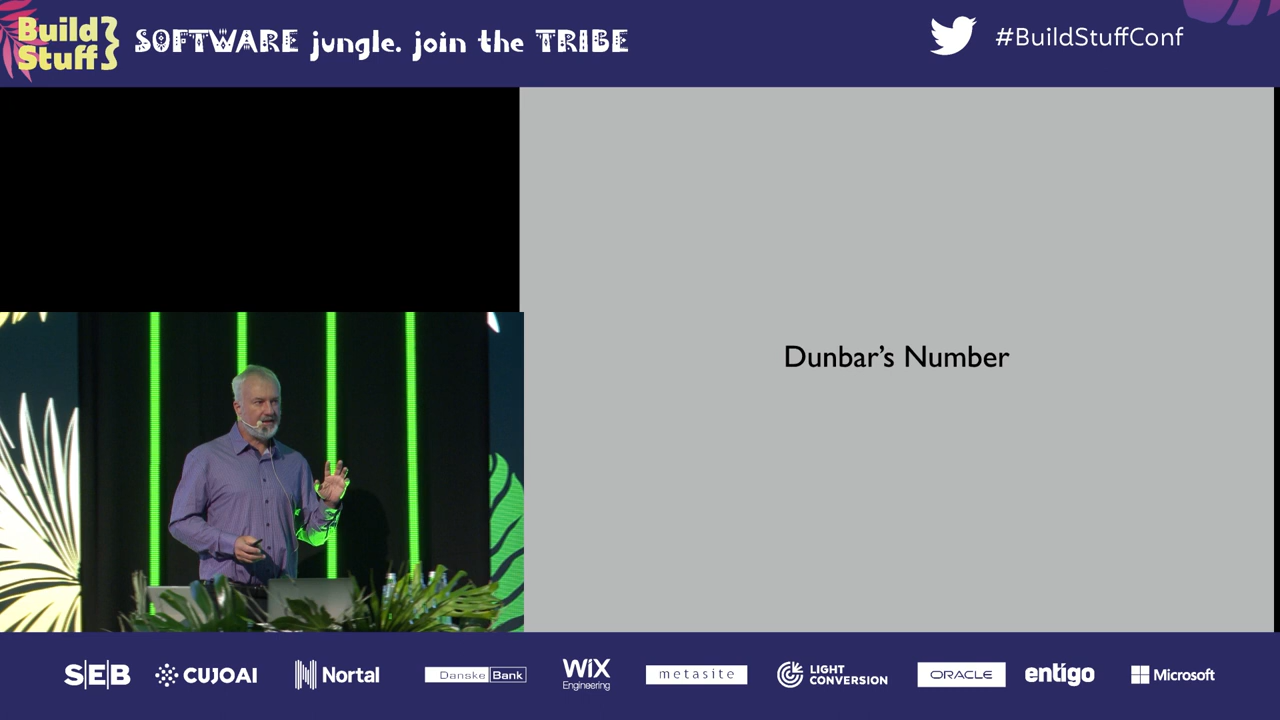 Build
Stuff
SOFTWARE jungle. join the TRIBE
#BuildStuffConf
Dunbar's Number
SEB
CUJOAI
Nortal
Danske Bank
WiX
Engineering
metasite
LIGHT
CONVERSION
ORACLE
entigo
Microsoft